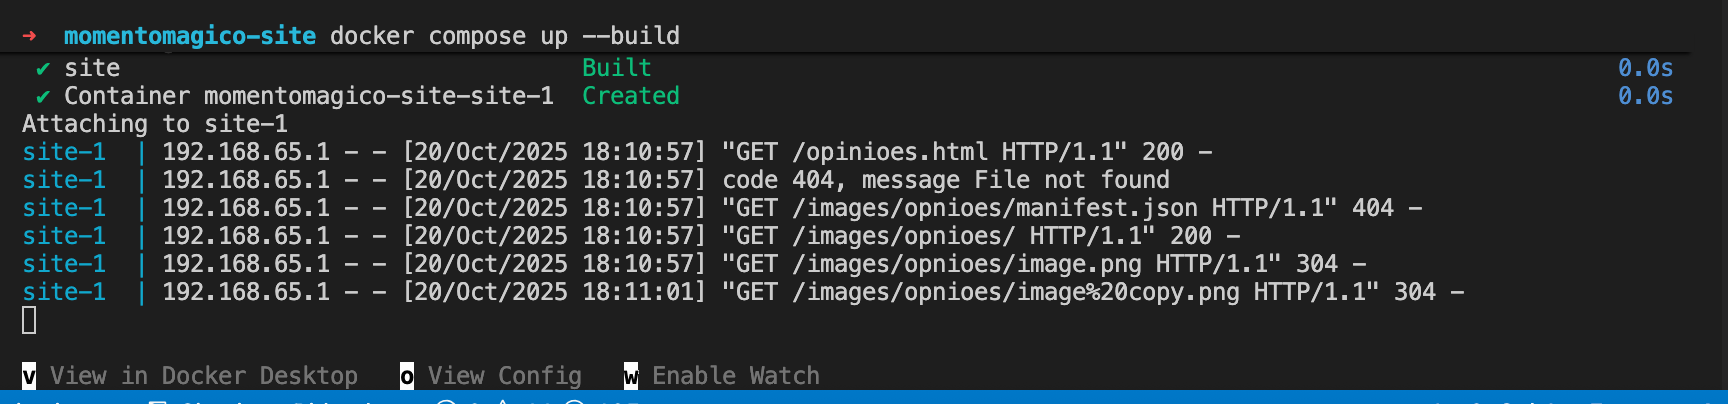 ➜ momentomagico-site docker compose up --build
✔ site Built 0.0s
✔ Container momentomagico-site-site-1 Created 0.0s
Attaching to site-1
site-1 | 192.168.65.1 - - [20/Oct/2025 18:10:57] "GET /opinioes.html HTTP/1.1" 200 -
site-1 | 192.168.65.1 - - [20/Oct/2025 18:10:57] code 404, message File not found
site-1 | 192.168.65.1 - - [20/Oct/2025 18:10:57] "GET /images/opnioes/manifest.json HTTP/1.1" 404 -
site-1 | 192.168.65.1 - - [20/Oct/2025 18:10:57] "GET /images/opnioes/ HTTP/1.1" 200 -
site-1 | 192.168.65.1 - - [20/Oct/2025 18:10:57] "GET /images/opnioes/image.png HTTP/1.1" 304 -
site-1 | 192.168.65.1 - - [20/Oct/2025 18:11:01] "GET /images/opnioes/image%20copy.png HTTP/1.1" 304 -
v View in Docker Desktop o View Config w Enable Watch